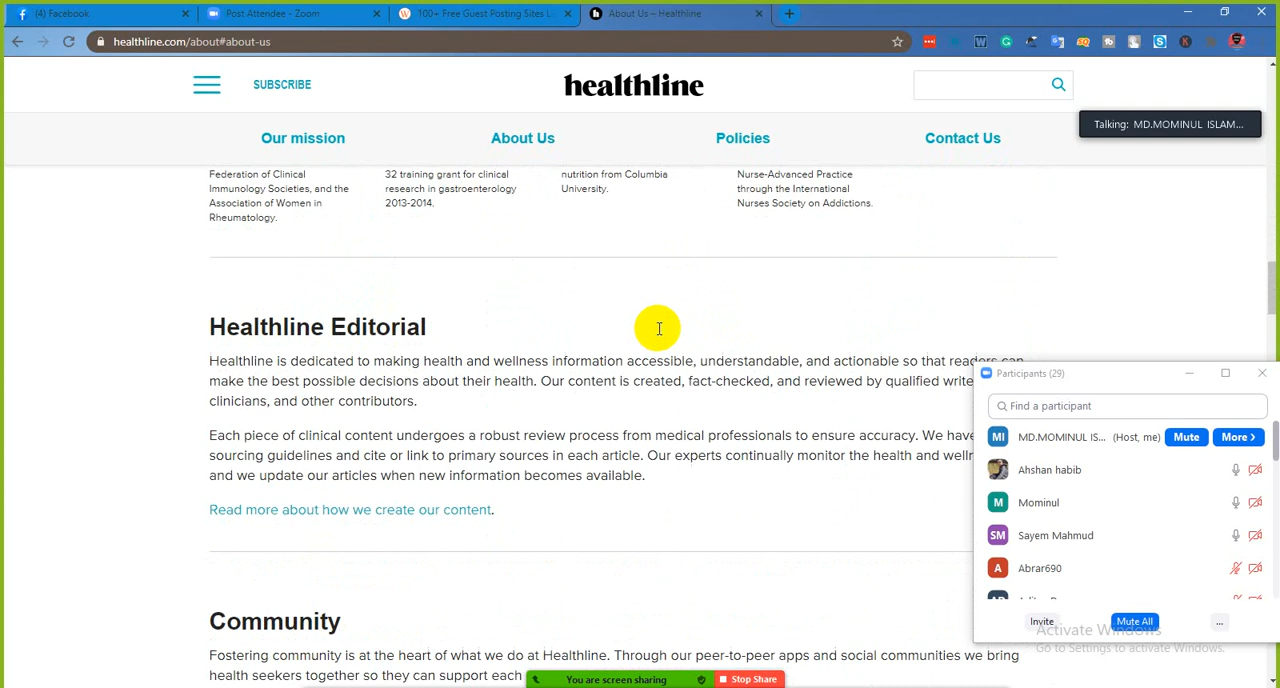 (4) Facebook
Post Attendee - Zoom
100+ Free Guest Posting Sites L
About Us – Healthline
healthline.com/about#about-us
SUBSCRIBE
healthline
Talking: MD.MOMINUL ISLAM...
Our mission
About Us
Policies
Contact Us
Federation of Clinical
Immunology Societies, and the
Association of Women in
Rheumatology.
32 training grant for clinical
research in gastroenterology
2013-2014.
nutrition from Columbia
University.
Nurse-Advanced Practice
through the International
Nurses Society on Addictions.
Healthline Editorial
Healthline is dedicated to making health and wellness information accessible, understandable, and actionable so that readers can
make the best possible decisions about their health. Our content is created, fact-checked, and reviewed by qualified write
clinicians, and other contributors.
Each piece of clinical content undergoes a robust review process from medical professionals to ensure accuracy. We have
sourcing guidelines and cite or link to primary sources in each article. Our experts continually monitor the health and welln
and we update our articles when new information becomes available.
Read more about how we create our content.
Community
Fostering community is at the heart of what we do at Healthline. Through our peer-to-peer apps and social communities we bring
health seekers together so they can support each
Participants (29)
Find a participant
MI MD.MOMINUL IS... (Host, me) Mute More >
Ahshan habib
M Mominul
SM Sayem Mahmud
A Abrar690
Invite
Mute All
...
Activate Windows
Go to Settings to activate Windows.
You are screen sharing
Stop Share